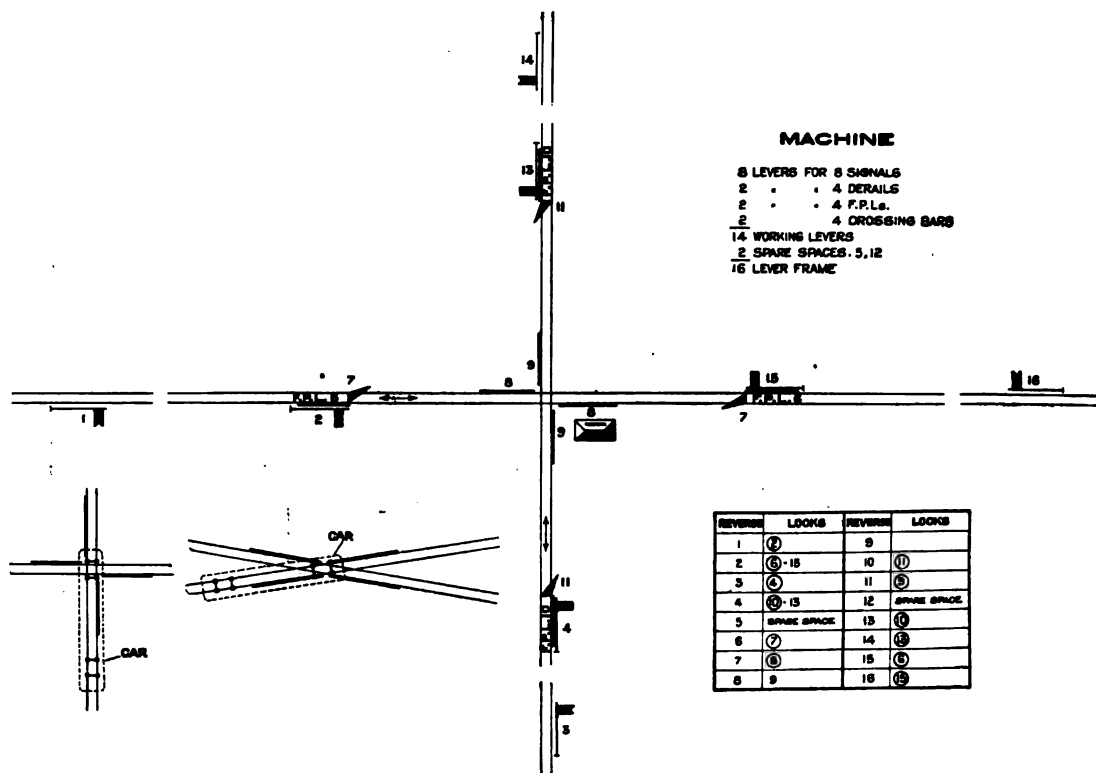 14
13
F.P.L. 10
11
MACHINE
8 LEVERS FOR 8 SIGNALS
2 " " 4 DERAILS
2 " " 4 F.P.Ls.
2 4 CROSSING BARS
14 WORKING LEVERS
2 SPARE SPACES. 5,12
16 LEVER FRAME
9
7
8
15
16
F.P.L. 6
F.P.L. 6
1
2
8
7
9
CAR
CAR
11
F.P.L. 10
4
3
REVERSE LOCKS REVERSE LOCKS
1 2 9
2 6 - 15 10 11
3 4 11 9
4 10 - 13 12 SPARE SPACE
5 SPARE SPACE 13 10
6 7 14 13
7 8 15 6
8 9 16 15